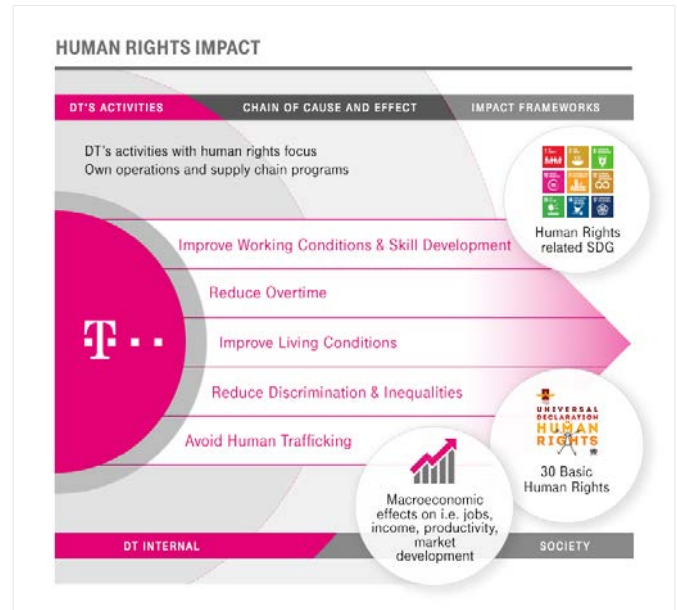 HUMAN RIGHTS IMPACT
DT'S ACTIVITIES
CHAIN OF CAUSE AND EFFECT
IMPACT FRAMEWORKS
DT's activities with human rights focus
Own operations and supply chain programs
Human Rights
related SDG
Improve Working Conditions & Skill Development
Reduce Overtime
T
Improve Living Conditions
Reduce Discrimination & Inequalities
Avoid Human Trafficking
UNIVERSAL
DECLARATION
HUMAN
RIGHTS
30 Basic
Human Rights
Macroeconomic
effects on i.e. jobs,
income, productivity,
market
development
DT INTERNAL
SOCIETY